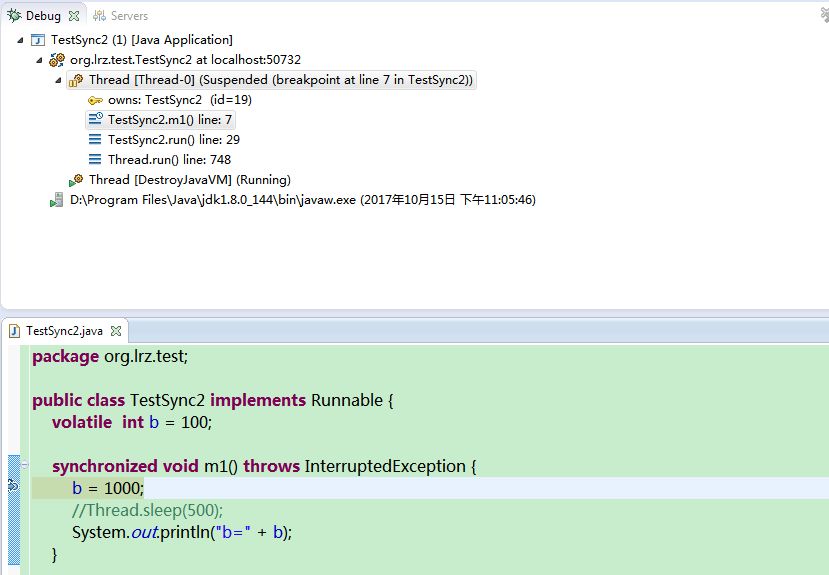 Debug Servers
TestSync2 (1) [Java Application]
org.lrz.test.TestSync2 at localhost:50732
Thread [Thread-0] (Suspended (breakpoint at line 7 in TestSync2))
owns: TestSync2 (id=19)
TestSync2.m1() line: 7
TestSync2.run() line: 29
Thread.run() line: 748
Thread [DestroyJavaVM] (Running)
D:\Program Files\Java\jdk1.8.0_144\bin\javaw.exe (2017年10月15日 下午11:05:46)
TestSync2.java
package org.lrz.test;
public class TestSync2 implements Runnable {
volatile int b = 100;
synchronized void m1() throws InterruptedException {
b = 1000;
//Thread.sleep(500);
System.out.println("b=" + b);
}